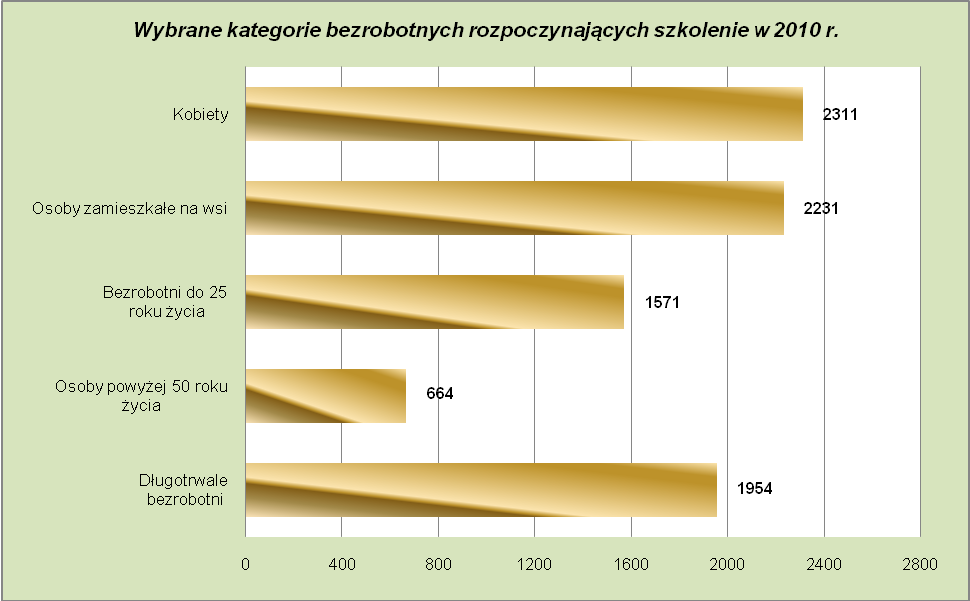 Wybrane kategorie bezrobotnych rozpoczynających szkolenie w 2010 r.
Kobiety
2311
Osoby zamieszkałe na wsi
2231
Bezrobotni do 25
roku życia
1571
Osoby powyżej 50 roku
życia
664
Długotrwale
bezrobotni
1954
0 400 800 1200 1600 2000 2400 2800